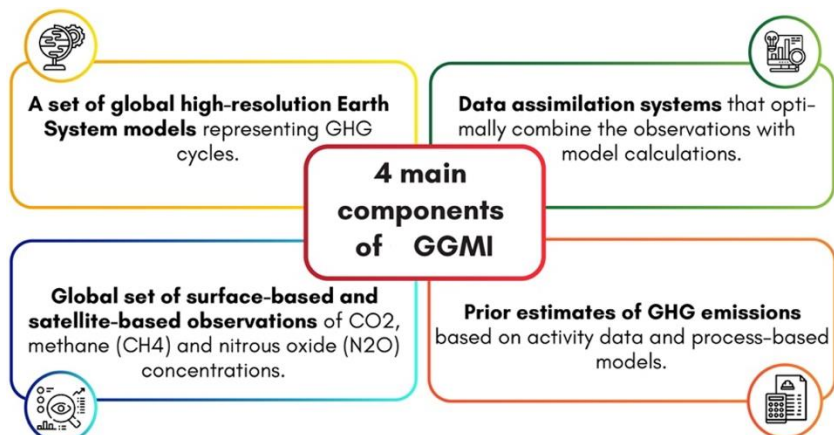 A set of global high-resolution Earth
System models representing GHG
cycles.
Data assimilation systems that opti-
mally combine the observations with
model calculations.
4 main
components
of GGMI
Global set of surface-based and
satellite-based observations of CO2,
methane (CH4) and nitrous oxide (N2O)
concentrations.
Prior estimates of GHG emissions
based on activity data and process-based
models.